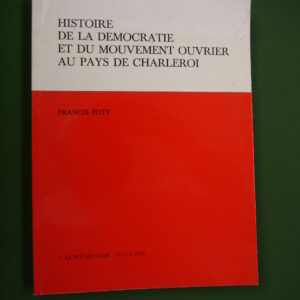 HISTOIRE
DE LA DEMOCRATIE
ET DU MOUVEMENT OUVRIER
AU PAYS DE CHARLEROI
FRANCIS POTY